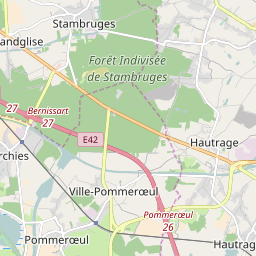 Stambruges
andglise
Forêt Indivisée
de Stambruges
27
Bernissart
27
E42
Hautrage
rchies
Ville-Pommerœul
Pommerœul
26
Pommerœul
Hautrag